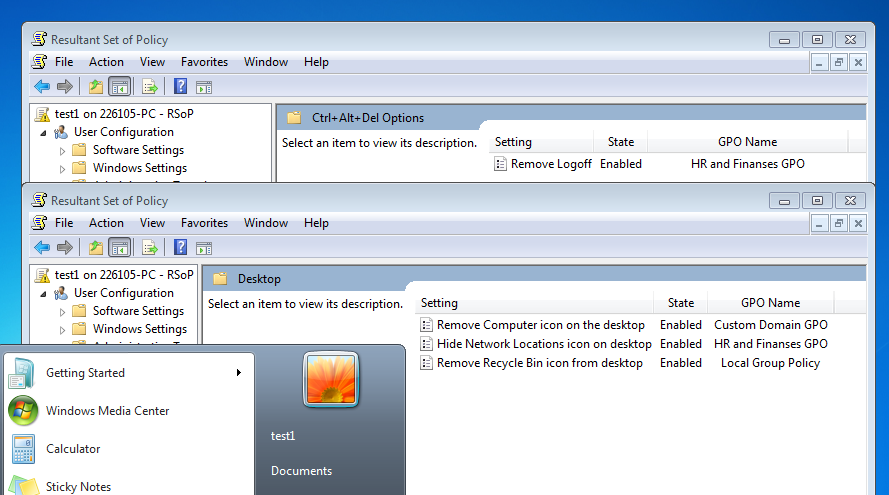 Resultant Set of Policy
File Action View Favorites Window Help
test1 on 226105-PC - RSoP
User Configuration
Software Settings
Windows Settings
Ctrl+Alt+Del Options
Select an item to view its description.
Setting State GPO Name
Remove Logoff Enabled HR and Finanses GPO
Resultant Set of Policy
File Action View Favorites Window Help
test1 on 226105-PC - RSoP
User Configuration
Software Settings
Windows Settings
Desktop
Select an item to view its description.
Setting State GPO Name
Remove Computer icon on the desktop Enabled Custom Domain GPO
Hide Network Locations icon on desktop Enabled HR and Finanses GPO
Remove Recycle Bin icon from desktop Enabled Local Group Policy
Getting Started
Windows Media Center
Calculator
Sticky Notes
test1
Documents